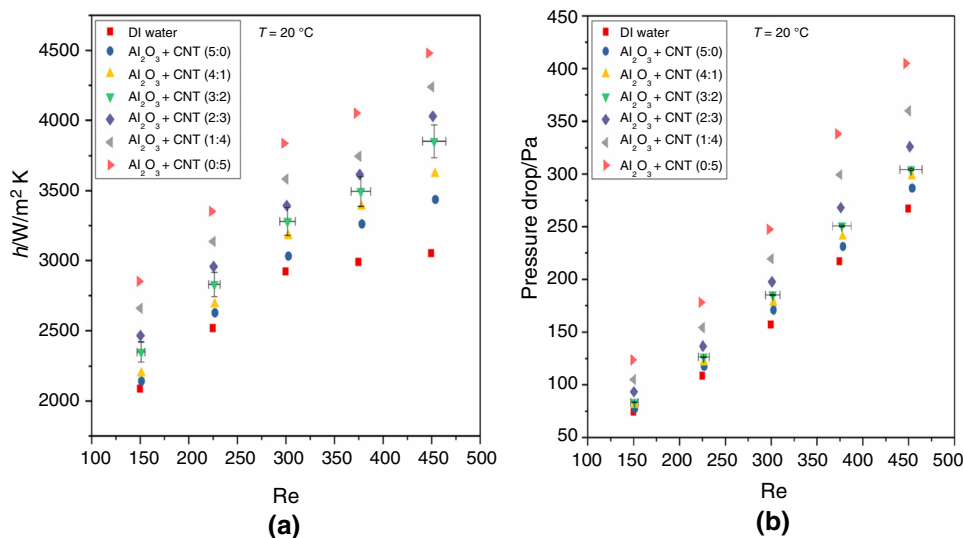 DI water
T = 20 °C
Al2O3 + CNT (5:0)
Al2O3 + CNT (4:1)
Al2O3 + CNT (3:2)
Al2O3 + CNT (2:3)
Al2O3 + CNT (1:4)
Al2O3 + CNT (0:5)
4500
4000
3500
3000
2500
2000
h/W/m² K
100 150 200 250 300 350 400 450 500
Re
(a)
DI water
T = 20 °C
Al2O3 + CNT (5:0)
Al2O3 + CNT (4:1)
Al2O3 + CNT (3:2)
Al2O3 + CNT (2:3)
Al2O3 + CNT (1:4)
Al2O3 + CNT (0:5)
450
400
350
300
250
200
150
100
50
Pressure drop/Pa
100 150 200 250 300 350 400 450 500
Re
(b)